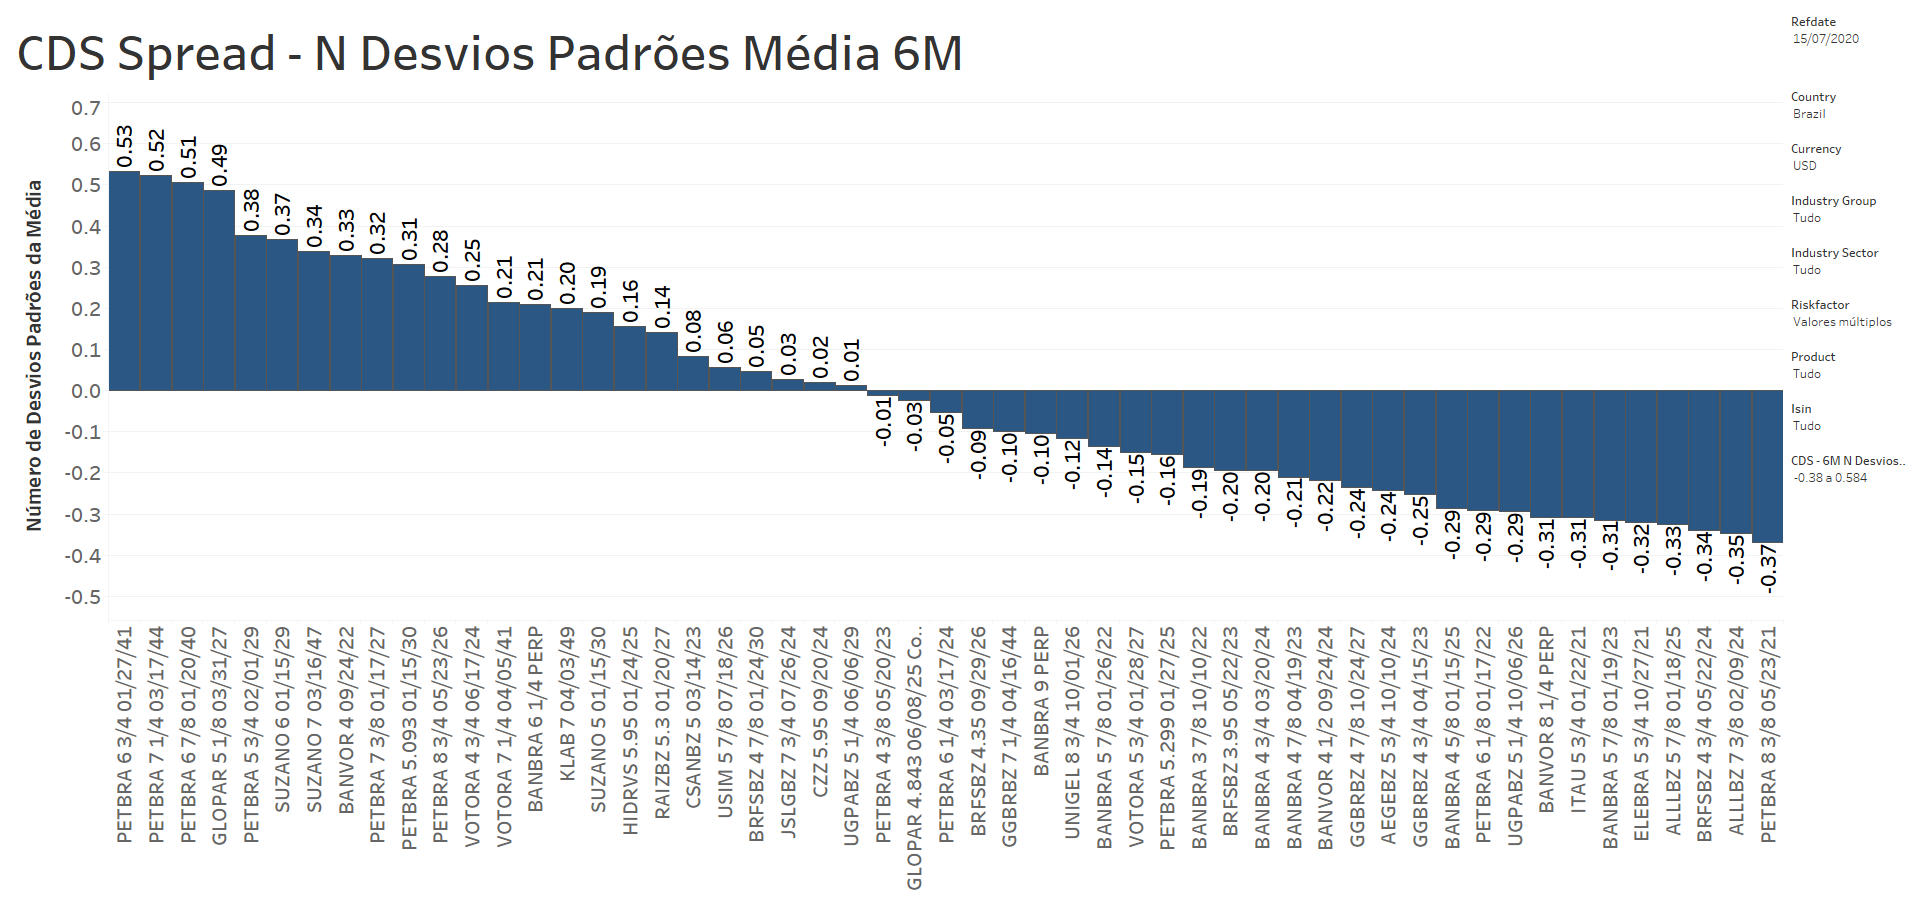 CDS Spread - N Desvios Padrões Média 6M
Refdate
15/07/2020
Country
Brazil
Currency
USD
Industry Group
Tudo
Industry Sector
Tudo
Riskfactor
Valores múltiplos
Product
Tudo
Isin
Tudo
CDS - 6M N Desvios..
-0.38 a 0.584
Número de Desvios Padrões da Média
0.7
0.6
0.5
0.4
0.3
0.2
0.1
0.0
-0.1
-0.2
-0.3
-0.4
-0.5
0.53
0.52
0.51
0.49
0.38
0.37
0.34
0.33
0.32
0.31
0.28
0.25
0.21
0.21
0.20
0.19
0.16
0.14
0.08
0.06
0.05
0.03
0.02
0.01
-0.01
-0.03
-0.05
-0.09
-0.10
-0.10
-0.12
-0.14
-0.15
-0.16
-0.19
-0.20
-0.20
-0.21
-0.22
-0.24
-0.24
-0.25
-0.29
-0.29
-0.29
-0.31
-0.31
-0.31
-0.32
-0.33
-0.34
-0.35
-0.37
PETBRA 6 3/4 01/27/41
PETBRA 7 1/4 03/17/44
PETBRA 6 7/8 01/20/40
GLOPAR 5 1/8 03/31/27
PETBRA 5 3/4 02/01/29
SUZANO 6 01/15/29
SUZANO 7 03/16/47
BANVOR 4 09/24/22
PETBRA 7 3/8 01/17/27
PETBRA 5.093 01/15/30
PETBRA 8 3/4 05/23/26
VOTORA 4 3/4 06/17/24
VOTORA 7 1/4 04/05/41
BANBRA 6 1/4 PERP
KLAB 7 04/03/49
SUZANO 5 01/15/30
HIDRVS 5.95 01/24/25
RAIZBZ 5.3 01/20/27
CSANBZ 5 03/14/23
USIM 5 7/8 07/18/26
BRFSBZ 4 7/8 01/24/30
JSLGBZ 7 3/4 07/26/24
CZZ 5.95 09/20/24
UGPABZ 5 1/4 06/06/29
PETBRA 4 3/8 05/20/23
GLOPAR 4.843 06/08/25 Co..
PETBRA 6 1/4 03/17/24
BRFSBZ 4.35 09/29/26
GGBRBZ 7 1/4 04/16/44
BANBRA 9 PERP
UNIGEL 8 3/4 10/01/26
BANBRA 5 7/8 01/26/22
VOTORA 5 3/4 01/28/27
PETBRA 5.299 01/27/25
BANBRA 3 7/8 10/10/22
BRFSBZ 3.95 05/22/23
BANBRA 4 3/4 03/20/24
BANBRA 4 7/8 04/19/23
BANVOR 4 1/2 09/24/24
GGBRBZ 4 7/8 10/24/27
AEGEBZ 5 3/4 10/10/24
GGBRBZ 4 3/4 04/15/23
BANBRA 4 5/8 01/15/25
PETBRA 6 1/8 01/17/22
UGPABZ 5 1/4 10/06/26
BANVOR 8 1/4 PERP
ITAU 5 3/4 01/22/21
BANBRA 5 7/8 01/19/23
ELEBRA 5 3/4 10/27/21
ALLLBZ 5 7/8 01/18/25
BRFSBZ 4 3/4 05/22/24
ALLLBZ 7 3/8 02/09/24
PETBRA 8 3/8 05/23/21